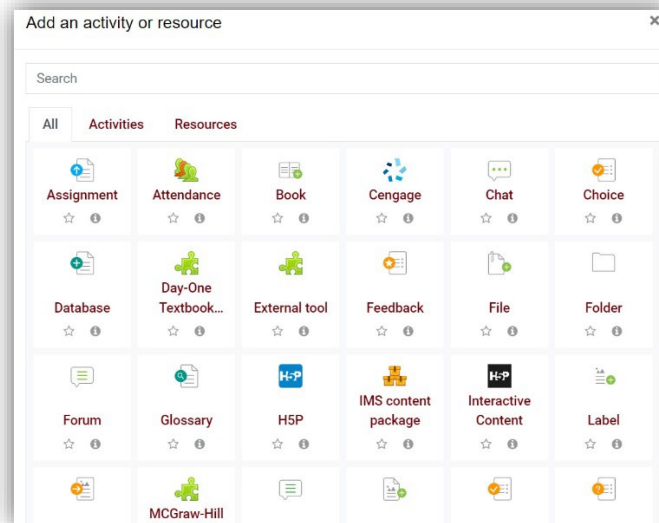 Add an activity or resource
×
Search
All Activities Resources
Assignment Attendance Book Cengage Chat Choice
Database Day-One Textbook... External tool Feedback File Folder
Forum Glossary H5P IMS content package Interactive Content Label
H5P H5P
MCGraw-Hill